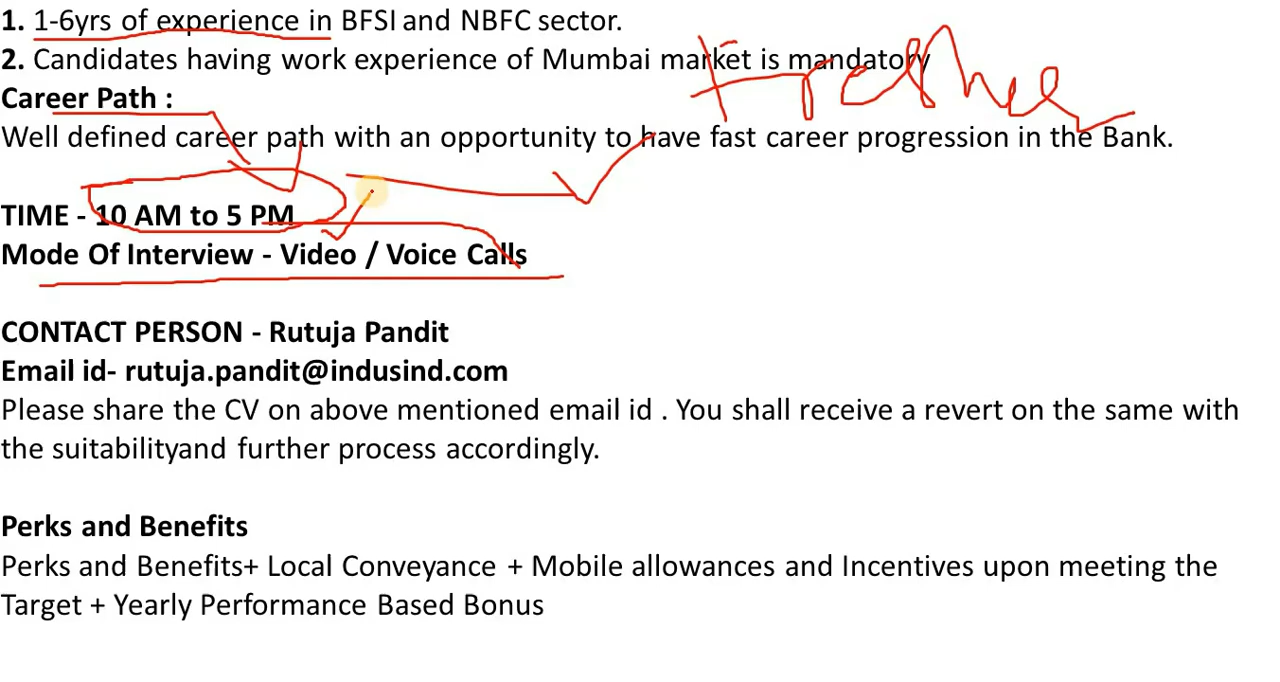 1. 1-6yrs of experience in BFSI and NBFC sector.
2. Candidates having work experience of Mumbai market is mandatory
Fresher
Career Path :
Well defined career path with an opportunity to have fast career progression in the Bank.
TIME - 10 AM to 5 PM
Mode Of Interview - Video / Voice Calls
CONTACT PERSON - Rutuja Pandit
Email id- rutuja.pandit@indusind.com
Please share the CV on above mentioned email id . You shall receive a revert on the same with
the suitabilityand further process accordingly.
Perks and Benefits
Perks and Benefits+ Local Conveyance + Mobile allowances and Incentives upon meeting the
Target + Yearly Performance Based Bonus